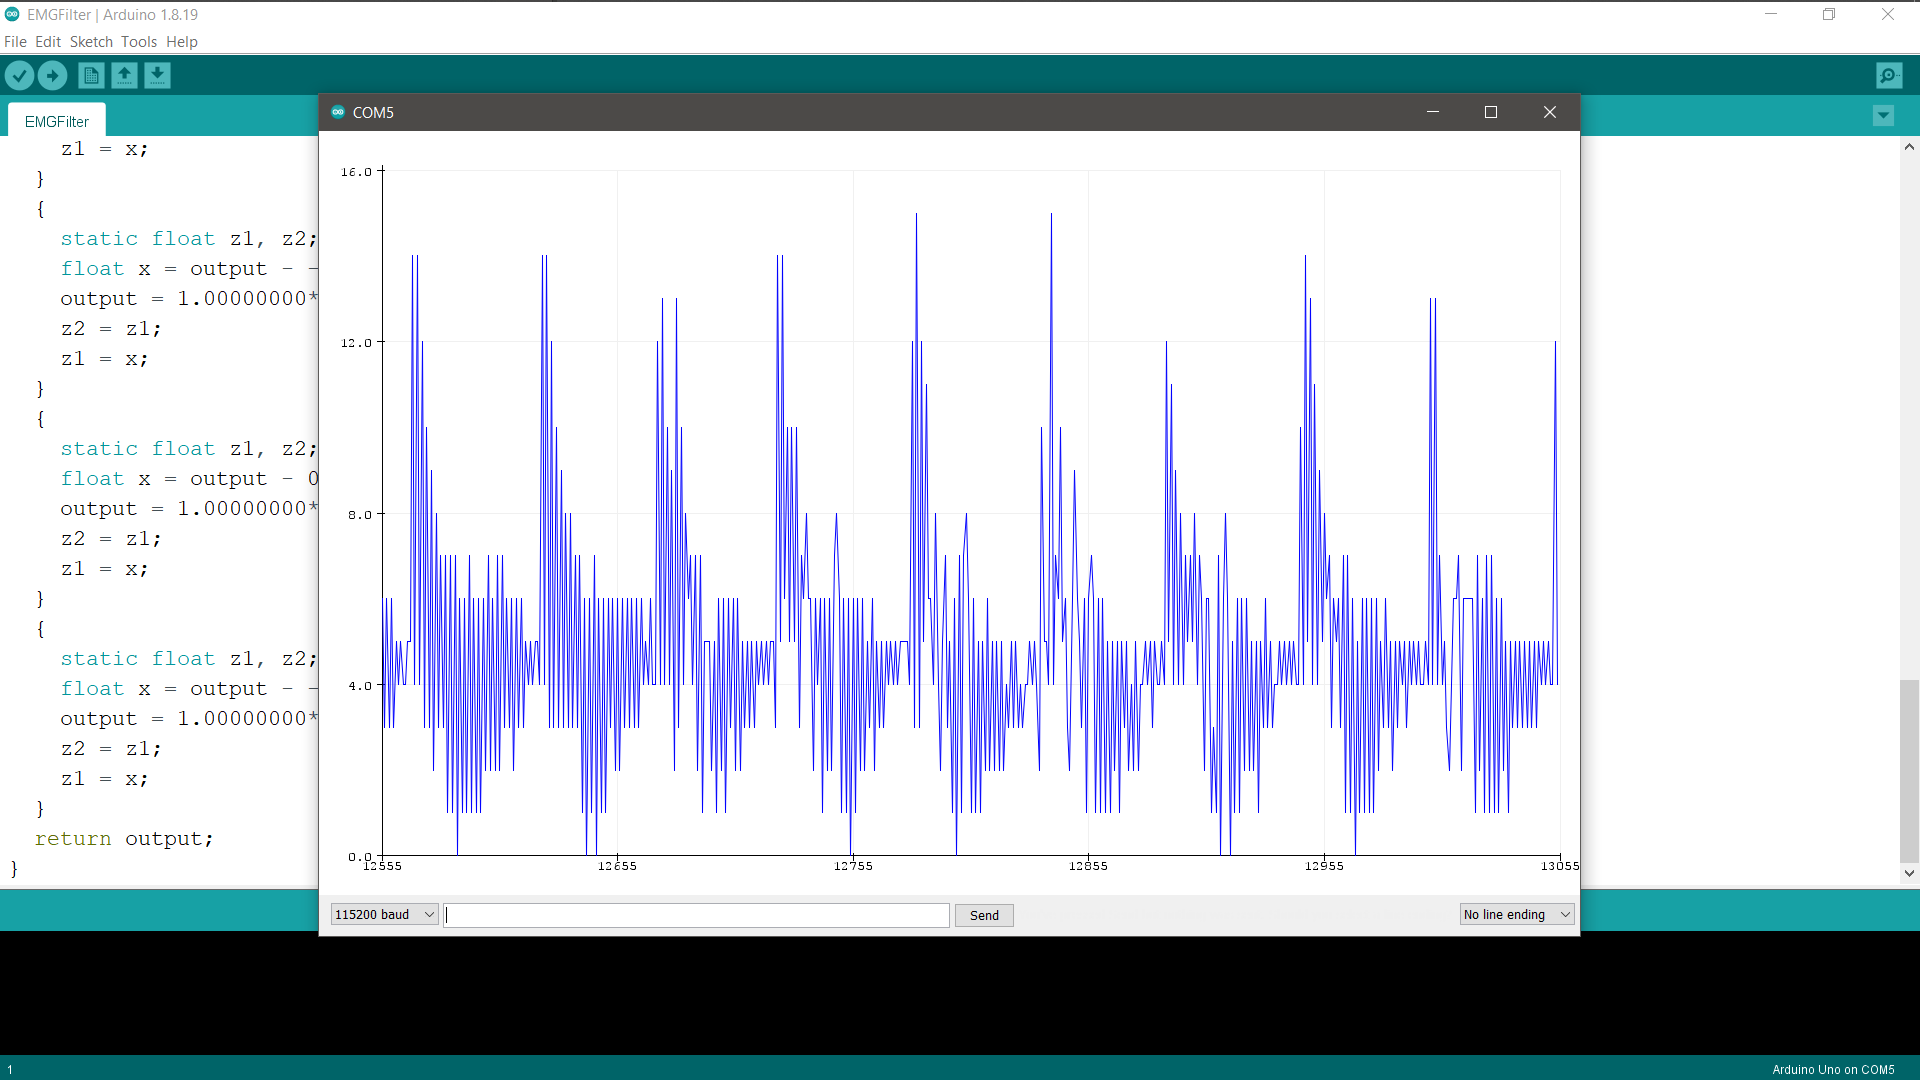 EMGFilter | Arduino 1.8.19
File Edit Sketch Tools Help
EMGFilter
z1 = x;
}
{
static float z1, z2;
float x = output - -
output = 1.00000000*
z2 = z1;
z1 = x;
}
{
static float z1, z2;
float x = output - 0
output = 1.00000000*
z2 = z1;
z1 = x;
}
{
static float z1, z2;
float x = output - -
output = 1.00000000*
z2 = z1;
z1 = x;
}
return output;
}
COM5
16.0
12.0
8.0
4.0
0.0
12555 12655 12755 12855 12955 13055
115200 baud Send No line ending
1 Arduino Uno on COM5